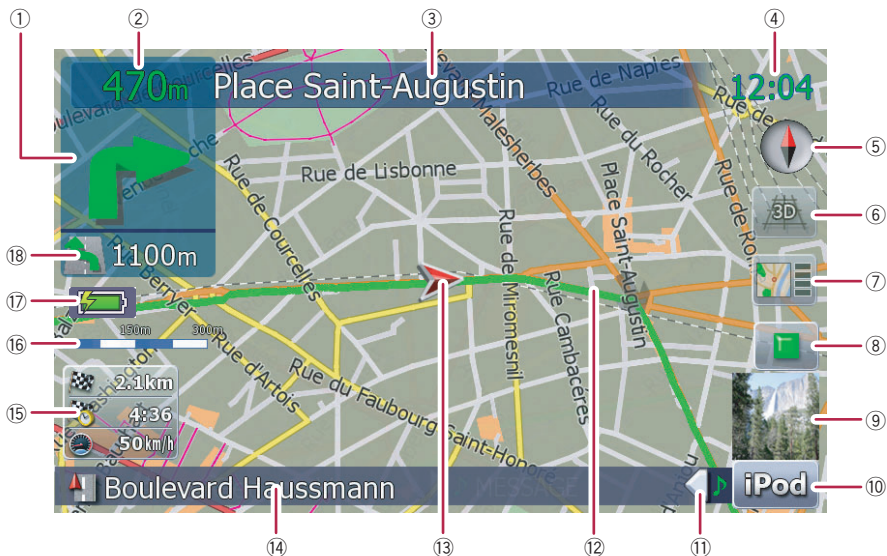 ① ② ③ ④
470m Place Saint-Augustin 12:04
Rue de Naples
Malesherbes
Rue du Rocher
Rue de Lisbonne
Rue de Courcelles
Place Saint-Augustin
⑤
3D ⑥
⑱ 1100m
Rue de Miromesnil
Rue Cambacérès
⑦
⑰
Berryer
150m 300m
⑯
⑧
Rue d'Artois
Rue du Faubourg Saint-Honoré
Washington
2.1km
⑮ 4:36
50km/h
⑨
Boulevard Haussmann
iPod ⑩
⑭ ⑬ ⑫ ⑪